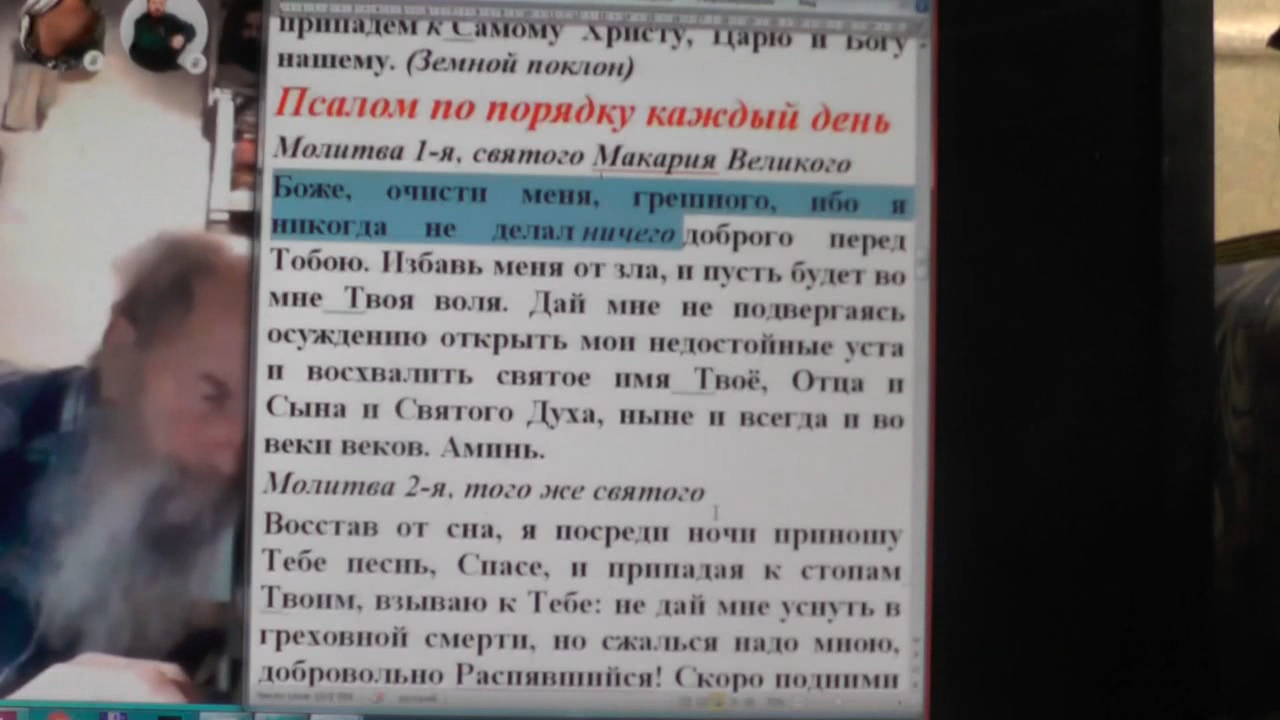 припадем к Самому Христу, Царю и Богу
нашему. (Земной поклон)
Псалом по порядку каждый день
Молитва 1-я, святого Макария Великого
Боже, очисти меня, грешного, ибо я
никогда не делал ничего доброго перед
Тобою. Избавь меня от зла, и пусть будет во
мне Твоя воля. Дай мне не подвергаясь
осуждению открыть мои недостойные уста
и восхвалить святое имя Твоё, Отца и
Сына и Святого Духа, ныне и всегда и во
веки веков. Аминь.
Молитва 2-я, того же святого
Восстав от сна, я посреди ночи приношу
Тебе песнь, Спасе, и припадая к стопам
Твоим, взываю к Тебе: не дай мне уснуть в
греховной смерти, но сжалься надо мною,
добровольно Распявшийся! Скоро подними